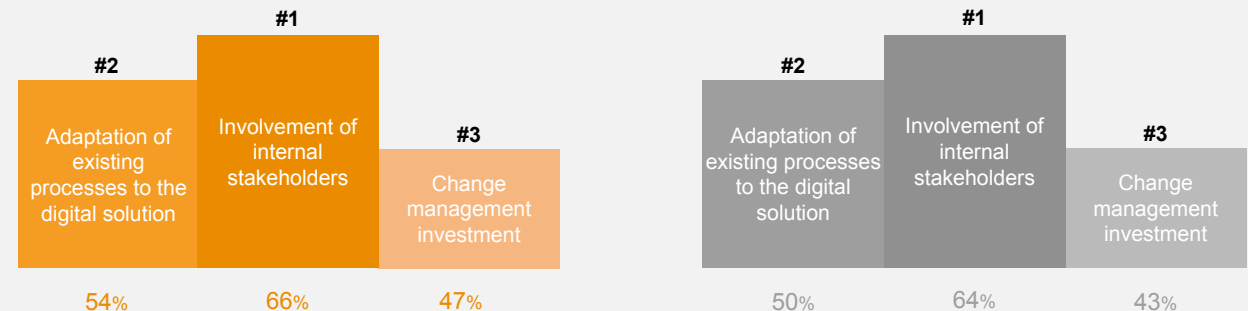 #1
#2
Adaptation of
existing
processes to the
digital solution
Involvement of
internal
stakeholders
#3
Change
management
investment
54%
66%
47%
#1
#2
Adaptation of
existing processes
to the digital
solution
Involvement of
internal
stakeholders
#3
Change
management
investment
50%
64%
43%